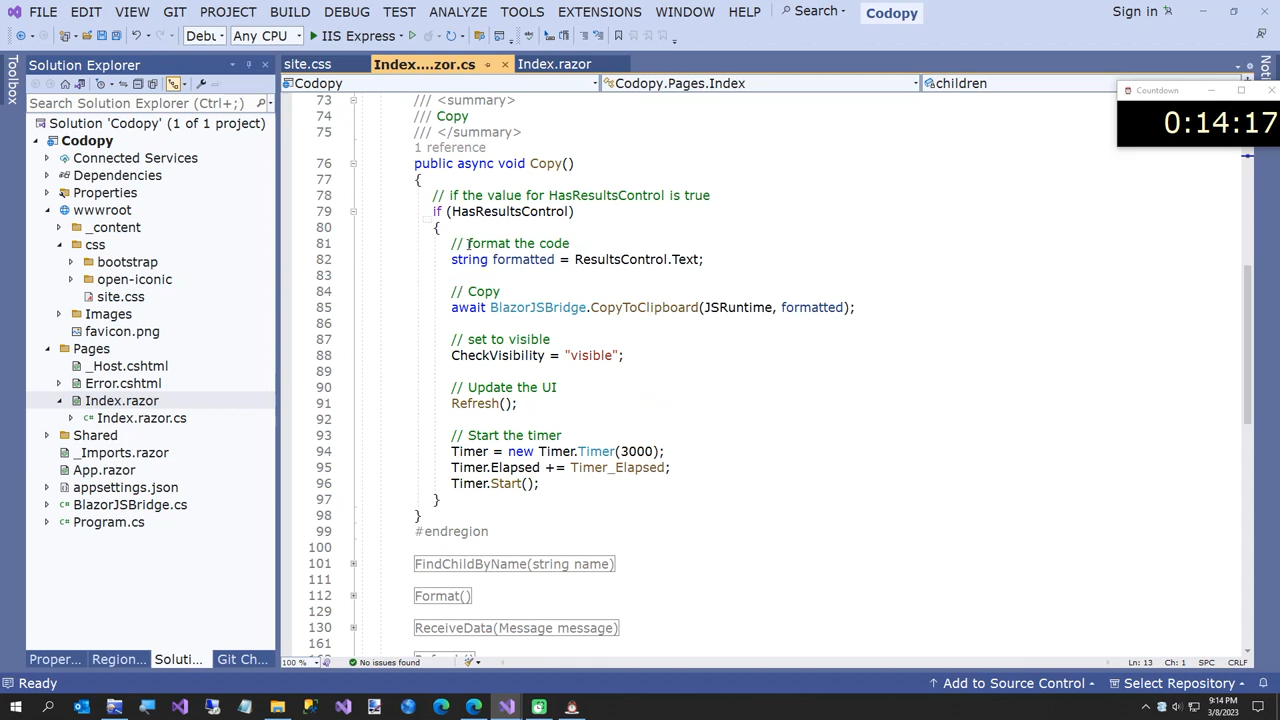 FILE EDIT VIEW GIT PROJECT BUILD DEBUG TEST ANALYZE TOOLS EXTENSIONS WINDOW HELP Search Codopy Sign in
Debu Any CPU IIS Express
Toolbox
Solution Explorer
Search Solution Explorer (Ctrl+;)
Solution 'Codopy' (1 of 1 project)
Codopy
Connected Services
Dependencies
Properties
wwwroot
_content
css
bootstrap
open-iconic
site.css
Images
favicon.png
Pages
_Host.cshtml
Error.cshtml
Index.razor
Index.razor.cs
Shared
_Imports.razor
App.razor
appsettings.json
BlazorJSBridge.cs
Program.cs
Proper... Region... Soluti... Git Ch...
site.css Index....zor.cs Index.razor
Codopy Codopy.Pages.Index children
Countdown
0:14:17
73 /// <summary>
74 /// Copy
75 /// </summary>
1 reference
76 public async void Copy()
77 {
78 // if the value for HasResultsControl is true
79 if (HasResultsControl)
80 {
81 // format the code
82 string formatted = ResultsControl.Text;
83
84 // Copy
85 await BlazorJSBridge.CopyToClipboard(JSRuntime, formatted);
86
87 // set to visible
88 CheckVisibility = "visible";
89
90 // Update the UI
91 Refresh();
92
93 // Start the timer
94 Timer = new Timer.Timer(3000);
95 Timer.Elapsed += Timer_Elapsed;
96 Timer.Start();
97 }
98 }
99 #endregion
100
101 FindChildByName(string name)
111
112 Format()
129
130 ReceiveData(Message message)
161
100 % No issues found Ln: 13 Ch: 1 SPC CRLF
Ready Add to Source Control Select Repository
9:14 PM
3/8/2023